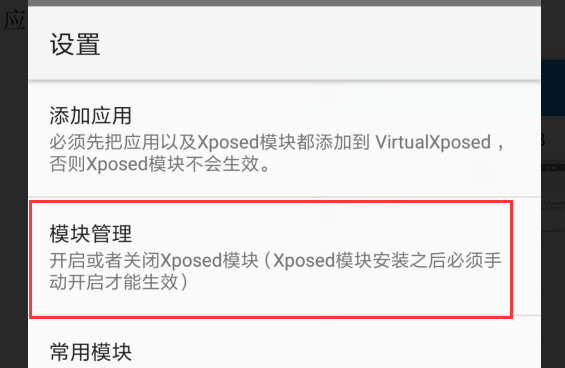 应
设置
添加应用
必须先把应用以及Xposed模块都添加到 VirtualXposed，
否则Xposed模块不会生效。
模块管理
开启或者关闭Xposed模块（Xposed模块安装之后必须手
动开启才能生效）
常用模块